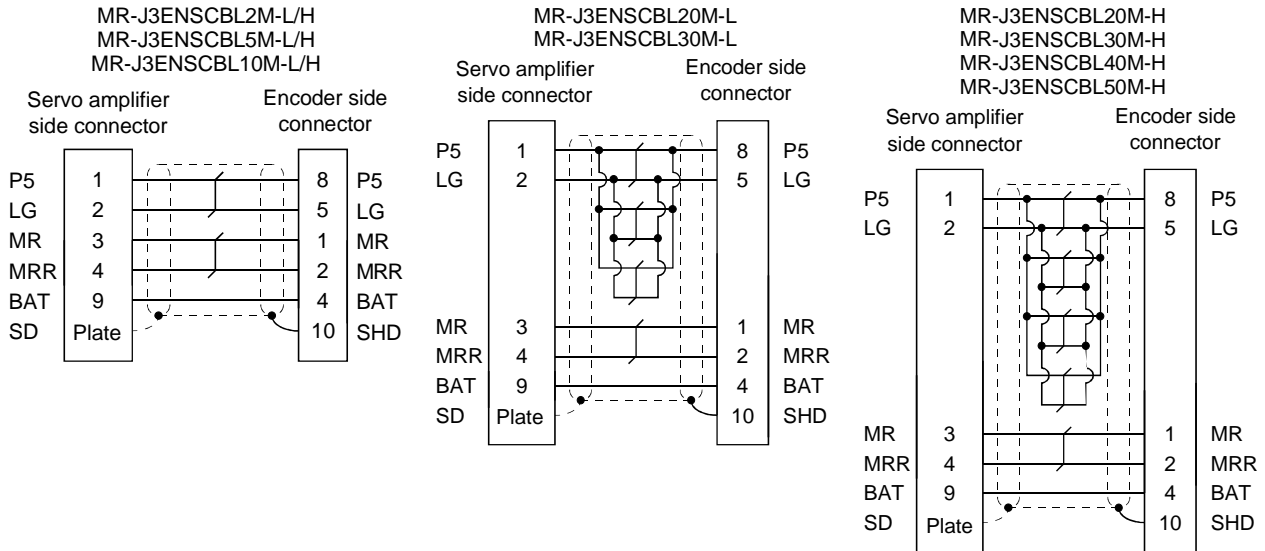 MR-J3ENSCBL2M-L/H
MR-J3ENSCBL5M-L/H
MR-J3ENSCBL10M-L/H
Servo amplifier
side connector
Encoder side
connector
P5 1 8 P5
LG 2 5 LG
MR 3 1 MR
MRR 4 2 MRR
BAT 9 4 BAT
SD Plate 10 SHD
MR-J3ENSCBL20M-L
MR-J3ENSCBL30M-L
Servo amplifier
side connector
Encoder side
connector
P5 1 8 P5
LG 2 5 LG
MR 3 1 MR
MRR 4 2 MRR
BAT 9 4 BAT
SD Plate 10 SHD
MR-J3ENSCBL20M-H
MR-J3ENSCBL30M-H
MR-J3ENSCBL40M-H
MR-J3ENSCBL50M-H
Servo amplifier
side connector
Encoder side
connector
P5 1 8 P5
LG 2 5 LG
MR 3 1 MR
MRR 4 2 MRR
BAT 9 4 BAT
SD Plate 10 SHD